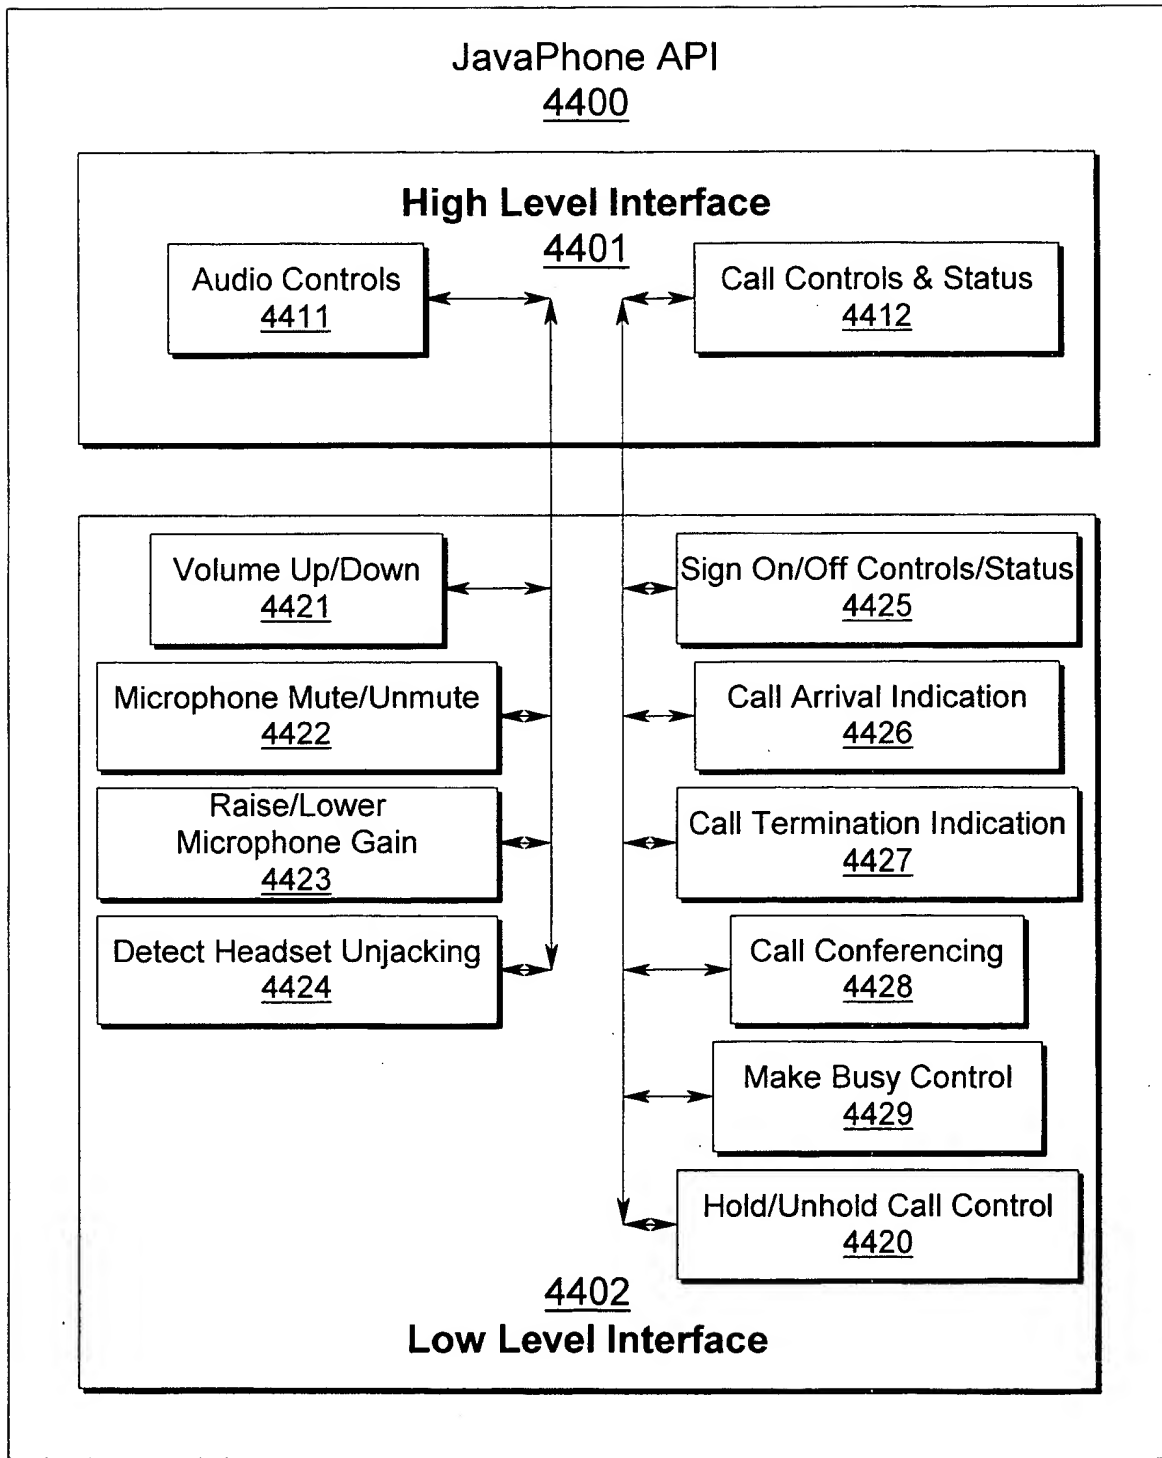 JavaPhone API
4400
High Level Interface
4401
Audio Controls
4411
Call Controls & Status
4412
Volume Up/Down
4421
Microphone Mute/Unmute
4422
Raise/Lower
Microphone Gain
4423
Detect Headset Unjacking
4424
Sign On/Off Controls/Status
4425
Call Arrival Indication
4426
Call Termination Indication
4427
Call Conferencing
4428
Make Busy Control
4429
Hold/Unhold Call Control
4420
4402
Low Level Interface